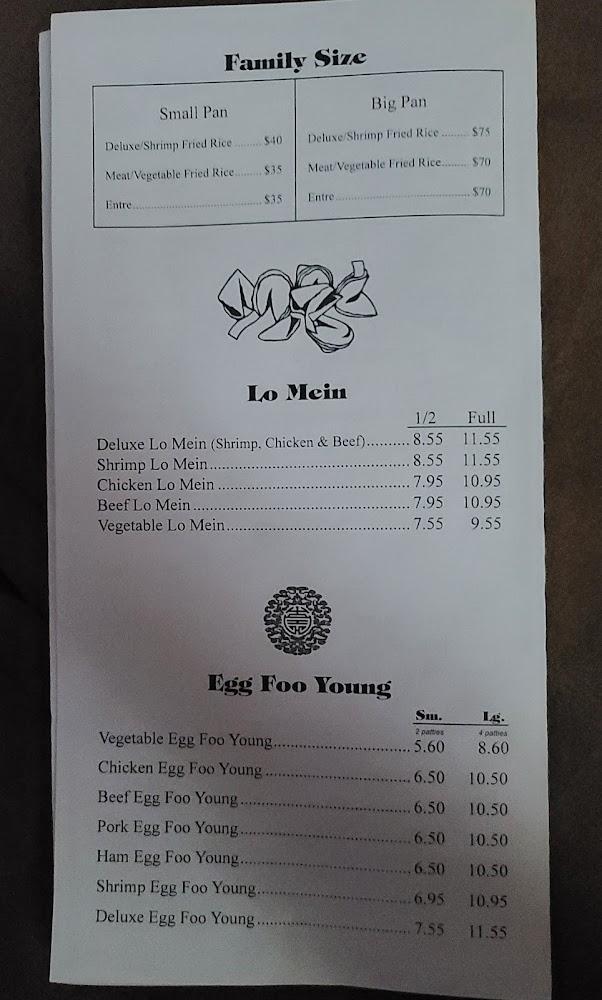 Family Size
Small Pan
Deluxe/Shrimp Fried Rice ......... $40
Meat/Vegetable Fried Rice......... $35
Entre............................................ $35
Big Pan
Deluxe/Shrimp Fried Rice ......... $75
Meat/Vegetable Fried Rice......... $70
Entre............................................ $70
Lo Mein
1/2 Full
Deluxe Lo Mein (Shrimp, Chicken & Beef).......... 8.55 11.55
Shrimp Lo Mein.............................................. 8.55 11.55
Chicken Lo Mein ............................................ 7.95 10.95
Beef Lo Mein .................................................. 7.95 10.95
Vegetable Lo Mein.......................................... 7.55 9.55
Egg Foo Young
Sm. Lg.
2 patties 4 patties
Vegetable Egg Foo Young............................... 5.60 8.60
Chicken Egg Foo Young ................................. 6.50 10.50
Beef Egg Foo Young....................................... 6.50 10.50
Pork Egg Foo Young....................................... 6.50 10.50
Ham Egg Foo Young....................................... 6.50 10.50
Shrimp Egg Foo Young................................... 6.95 10.95
Deluxe Egg Foo Young ................................... 7.55 11.55